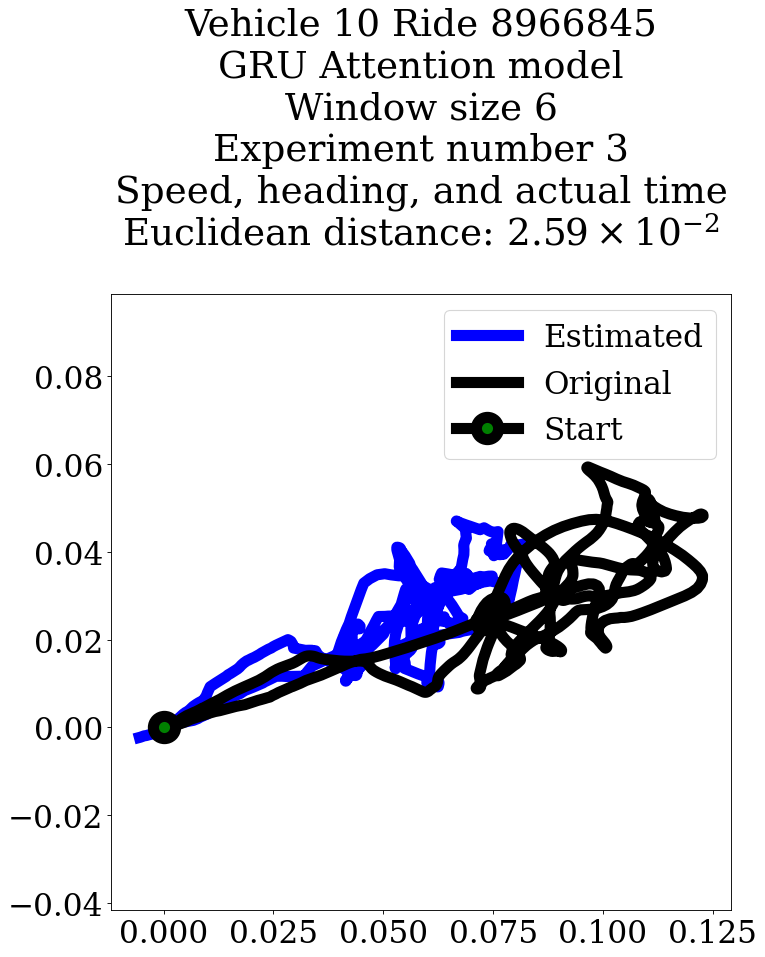 Vehicle 10 Ride 8966845
GRU Attention model
Window size 6
Experiment number 3
Speed, heading, and actual time
Euclidean distance: 2.59 × 10⁻²
Estimated
Original
Start
0.08
0.06
0.04
0.02
0.00
−0.02
−0.04
0.000 0.025 0.050 0.075 0.100 0.125